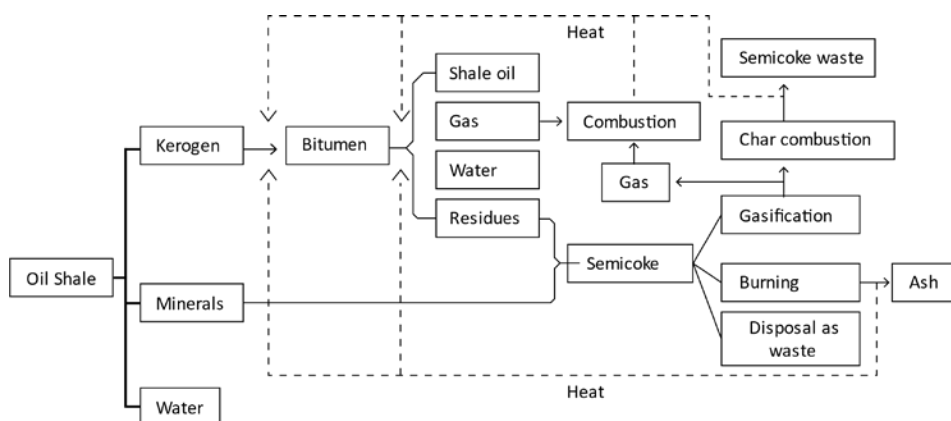 Heat
Semicoke waste
Shale oil
Kerogen
Bitumen
Gas
Combustion
Char combustion
Water
Gas
Residues
Gasification
Oil Shale
Semicoke
Minerals
Burning
Ash
Disposal as
waste
Heat
Water